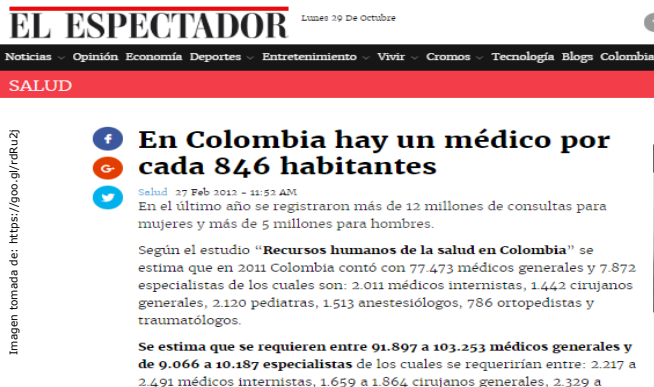 EL ESPECTADOR
Lunes 29 De Octubre
Noticias Opinión Economía Deportes Entretenimiento Vivir Cromos Tecnología Blogs Colombia
SALUD
Imagen tomada de: https://goo.gl/rdRu2j
En Colombia hay un médico por
cada 846 habitantes
Salud 27 Feb 2012 - 11:52 AM
En el último año se registraron más de 12 millones de consultas para
mujeres y más de 5 millones para hombres.
Según el estudio “Recursos humanos de la salud en Colombia” se
estima que en 2011 Colombia contó con 77.473 médicos generales y 7.872
especialistas de los cuales son: 2.011 médicos internistas, 1.442 cirujanos
generales, 2.120 pediatras, 1.513 anestesiólogos, 786 ortopedistas y
traumatólogos.
Se estima que se requieren entre 91.897 a 103.253 médicos generales y
de 9.066 a 10.187 especialistas de los cuales se requerirían entre: 2.217 a
2.491 médicos internistas, 1.659 a 1.864 cirujanos generales, 2.329 a